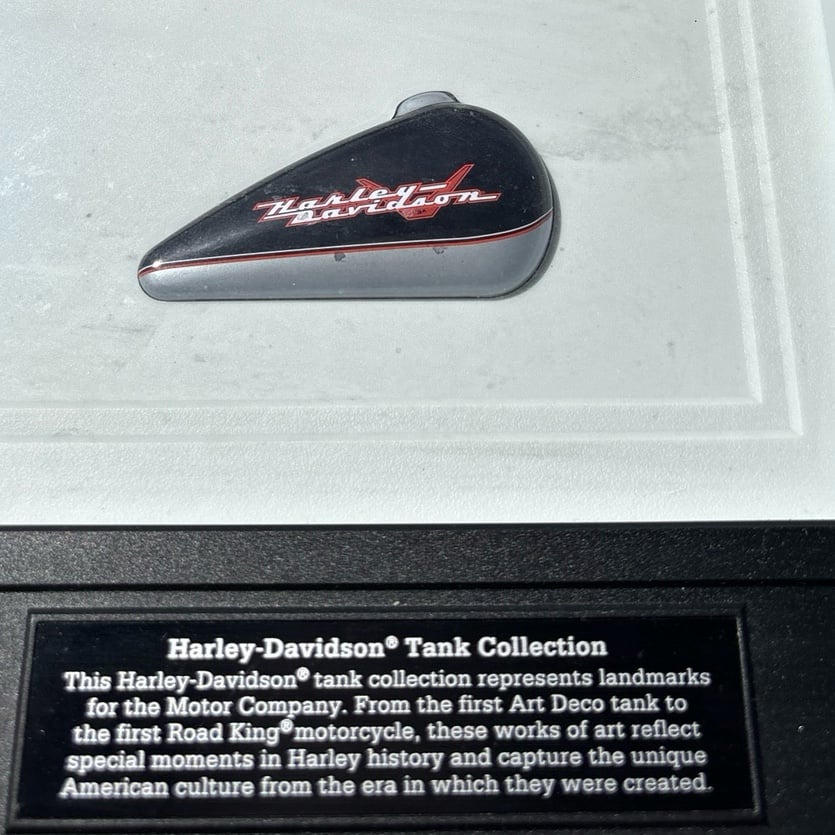 Harley-
Davidson
Harley-Davidson® Tank Collection
This Harley-Davidson® tank collection represents landmarks
for the Motor Company. From the first Art Deco tank to
the first Road King® motorcycle, these works of art reflect
special moments in Harley history and capture the unique
American culture from the era in which they were created.